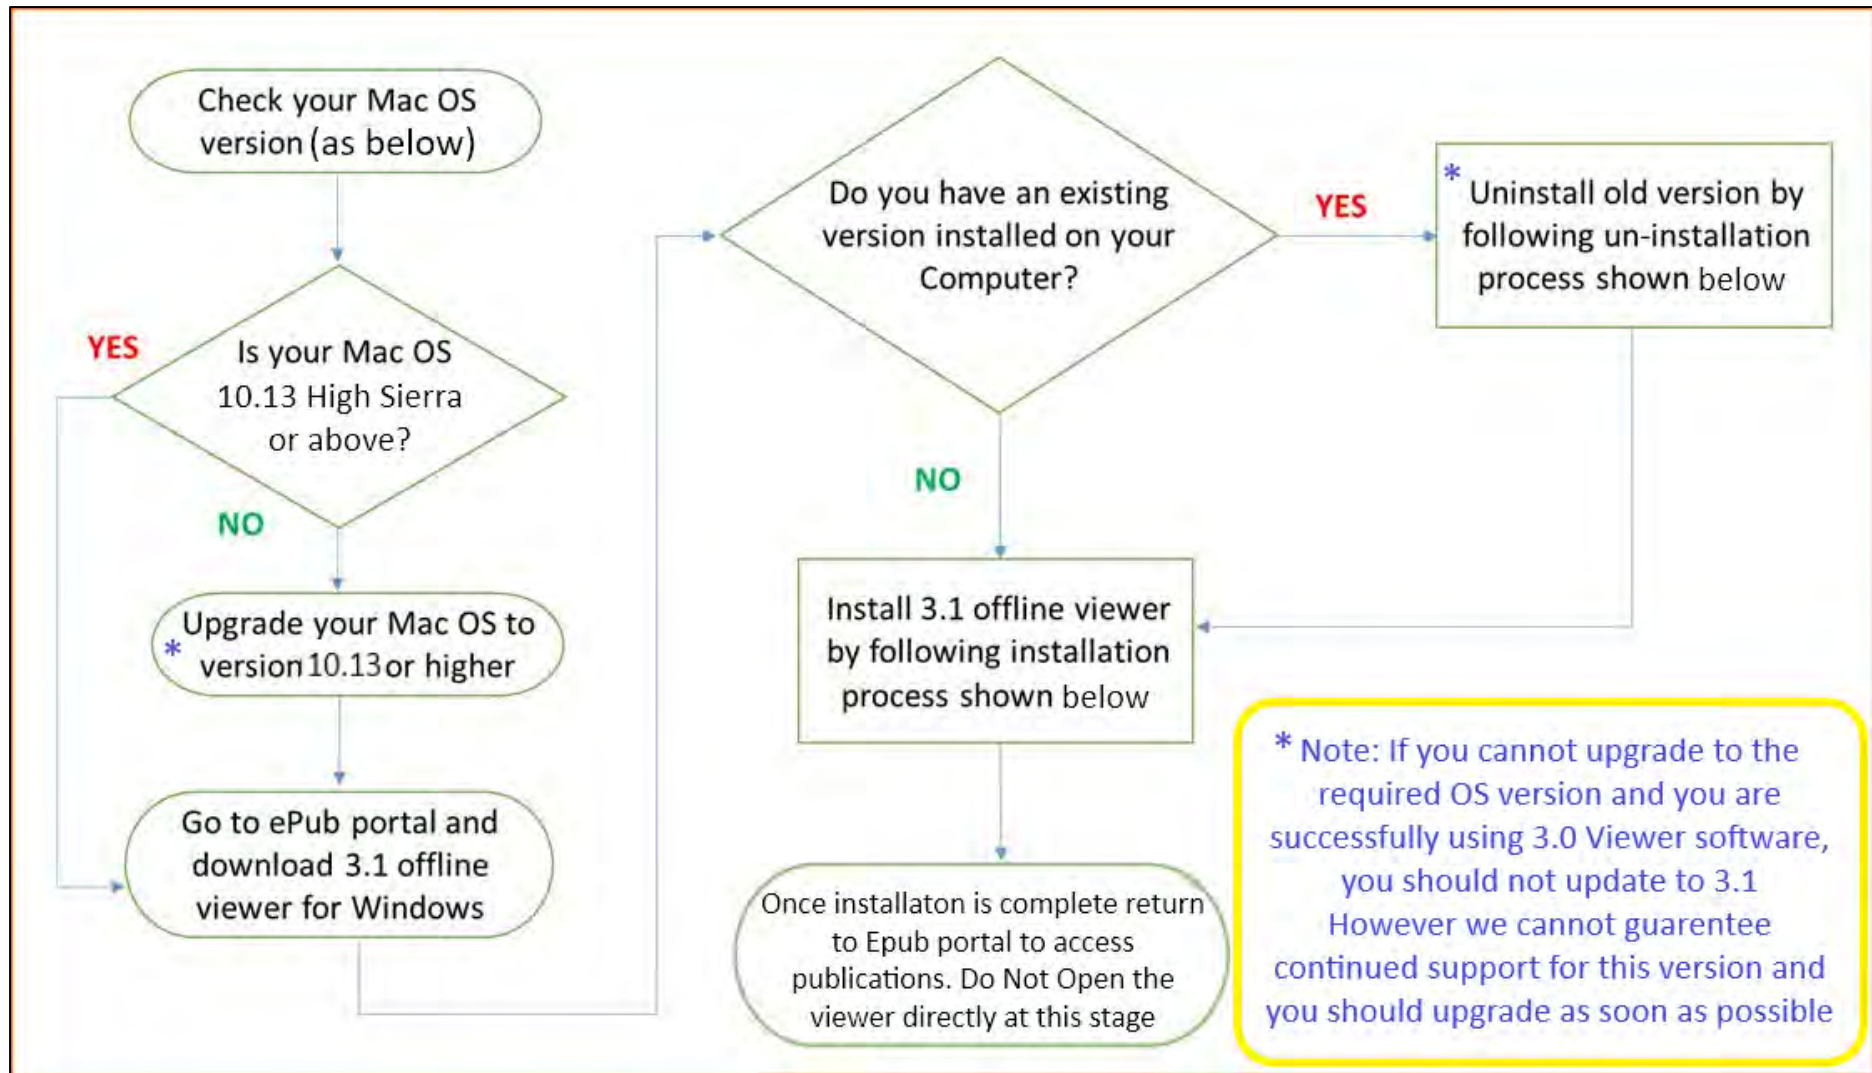 Check your Mac OS
version (as below)
YES
Is your Mac OS
10.13 High Sierra
or above?
NO
Upgrade your Mac OS to
* version 10.13 or higher
Go to ePub portal and
download 3.1 offline
viewer for Windows
Do you have an existing
version installed on your
Computer?
YES
* Uninstall old version by
following un-installation
process shown below
NO
Install 3.1 offline viewer
by following installation
process shown below
Once installaton is complete return
to Epub portal to access
publications. Do Not Open the
viewer directly at this stage
* Note: If you cannot upgrade to the
required OS version and you are
successfully using 3.0 Viewer software,
you should not update to 3.1
However we cannot guarentee
continued support for this version and
you should upgrade as soon as possible